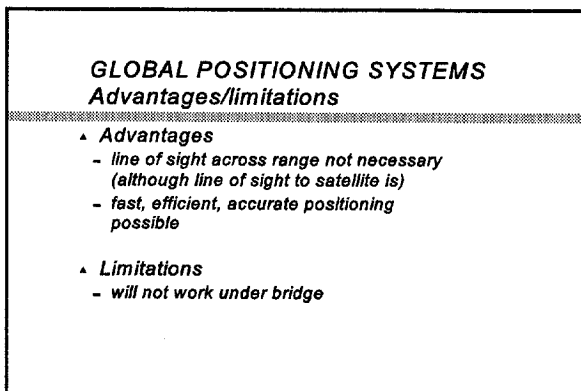 GLOBAL POSITIONING SYSTEMS
Advantages/limitations
▲ Advantages
– line of sight across range not necessary
(although line of sight to satellite is)
– fast, efficient, accurate positioning
possible
▲ Limitations
– will not work under bridge